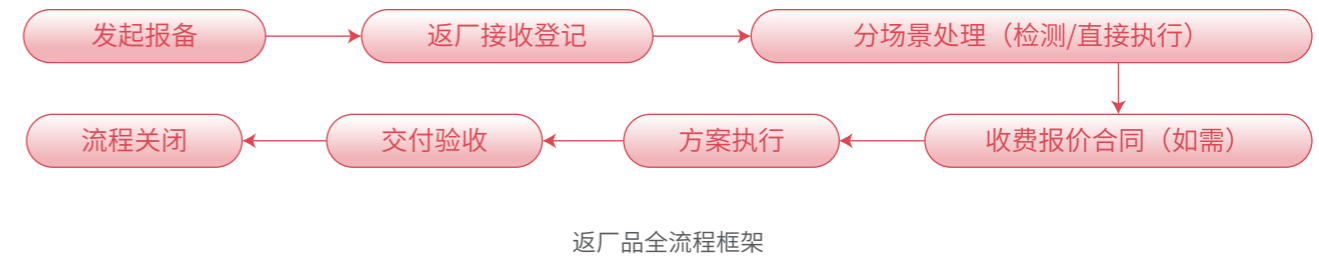 发起报备
返厂接收登记
分场景处理（检测/直接执行）
收费报价合同（如需）
方案执行
交付验收
流程关闭
返厂品全流程框架